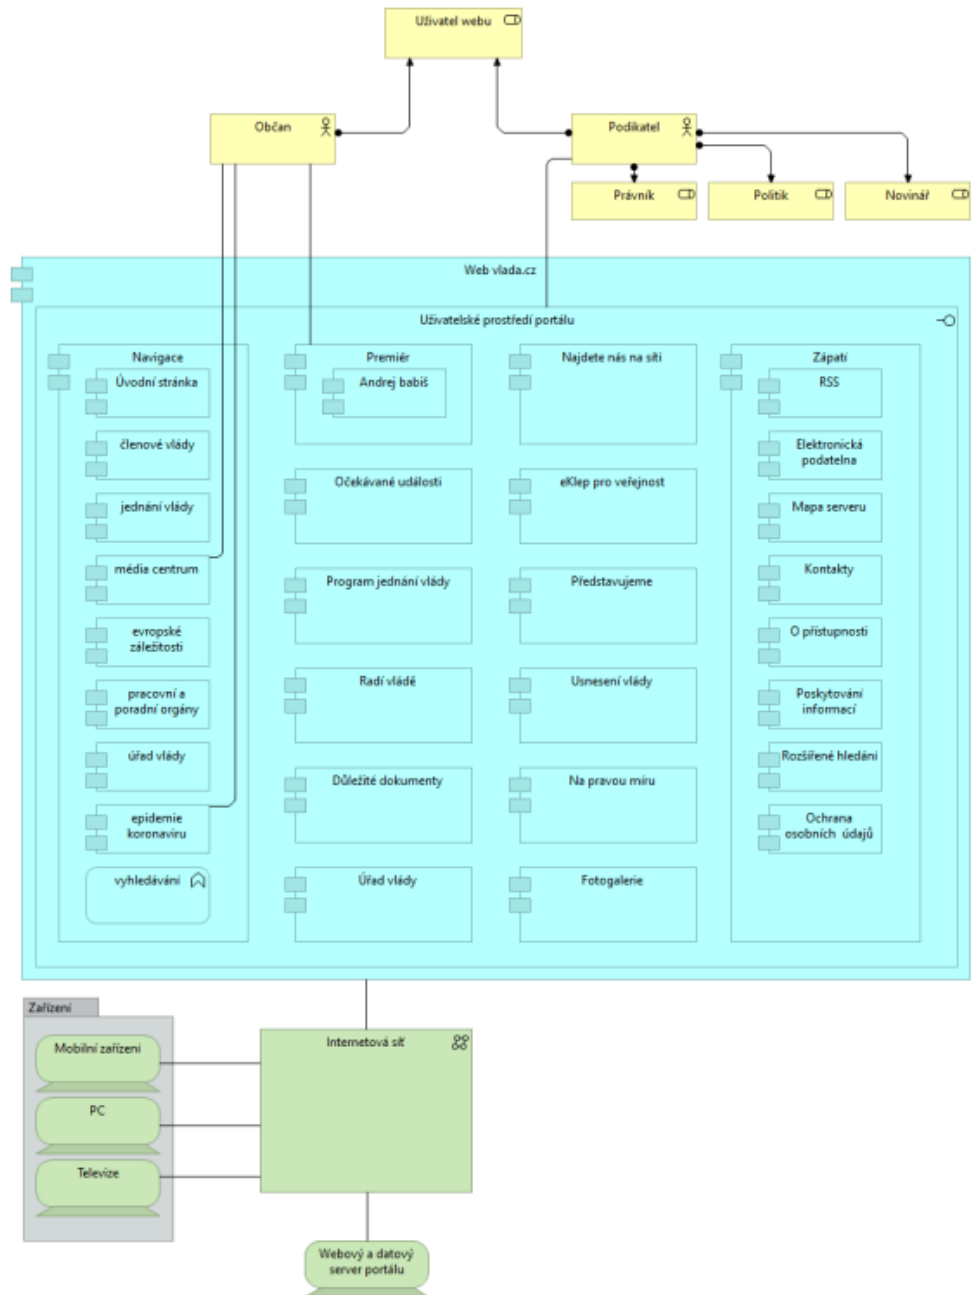 Uživatel webu
Občan
Podikatel
Právník
Politik
Novinář
Web vlada.cz
Uživatelské prostředí portálu
Navigace
Úvodní stránka
členové vlády
jednání vlády
média centrum
evropské
záležitosti
pracovní a
poradní orgány
úřad vlády
epidemie
koronaviru
vyhledávání
Premiér
Andrej babiš
Očekávané události
Program jednání vlády
Radí vládě
Důležité dokumenty
Úřad vlády
Najdete nás na síti
eKlep pro veřejnost
Představujeme
Usnesení vlády
Na pravou míru
Fotogalerie
Zápatí
RSS
Elektronická
podatelna
Mapa serveru
Kontakty
O přístupnosti
Poskytování
informací
Rozšířené hledání
Ochrana
osobních údajů
Zařízení
Mobilní zařízení
PC
Televize
Internetová síť
Webový a datový
server portálu